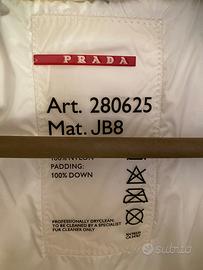 PRADA
Art. 280625
Mat. JB8
100% NYLON
PADDING:
100% DOWN
PROFESSIONALLY DRYCLEAN:
TO BE CLEANED BY A SPECIALIST
FUR CLEANER ONLY
subito